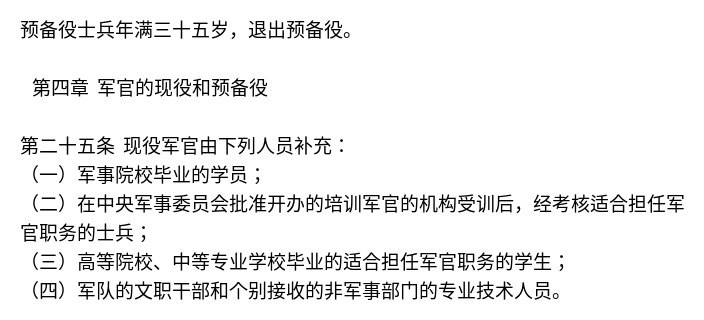 预备役士兵年满三十五岁，退出预备役。
第四章 军官的现役和预备役
第二十五条 现役军官由下列人员补充：
（一）军事院校毕业的学员；
（二）在中央军事委员会批准开办的培训军官的机构受训后，经考核适合担任军
官职务的士兵；
（三）高等院校、中等专业学校毕业的适合担任军官职务的学生；
（四）军队的文职干部和个别接收的非军事部门的专业技术人员。